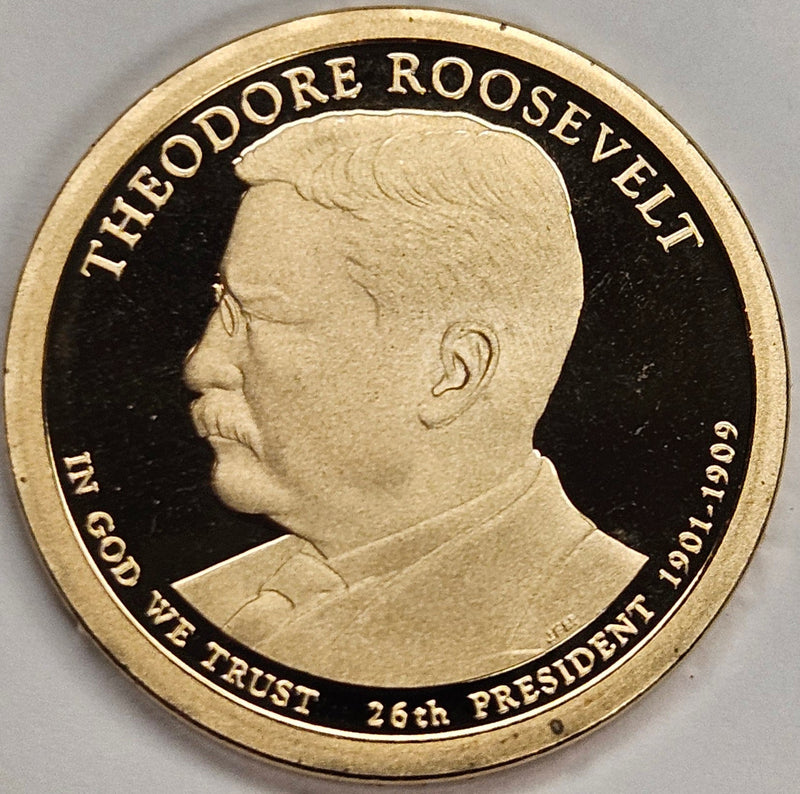 THEODORE ROOSEVELT
IN GOD WE TRUST
26th PRESIDENT 1901-1909